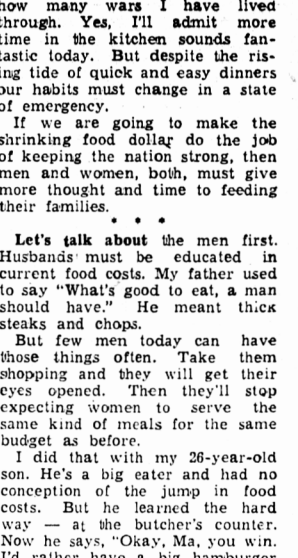 how many wars I have lived
through. Yes, I'll admit more
time in the kitchen sounds fan-
tastic today. But despite the ris-
ing tide of quick and easy dinners
our habits must change in a state
of emergency.
If we are going to make the
shrinking food dollar do the job
of keeping the nation strong, then
men and women, both, must give
more thought and time to feeding
their families.
* * *
Let's talk about the men first.
Husbands must be educated in
current food costs. My father used
to say "What's good to eat, a man
should have." He meant thick
steaks and chops.
But few men today can have
those things often. Take them
shopping and they will get their
eyes opened. Then they'll stop
expecting women to serve the
same kind of meals for the same
budget as before.
I did that with my 26-year-old
son. He's a big eater and had no
conception of the jump in food
costs. But he learned the hard
way — at the butcher's counter.
Now he says, "Okay, Ma, you win.
I'd rather have a big hamburger